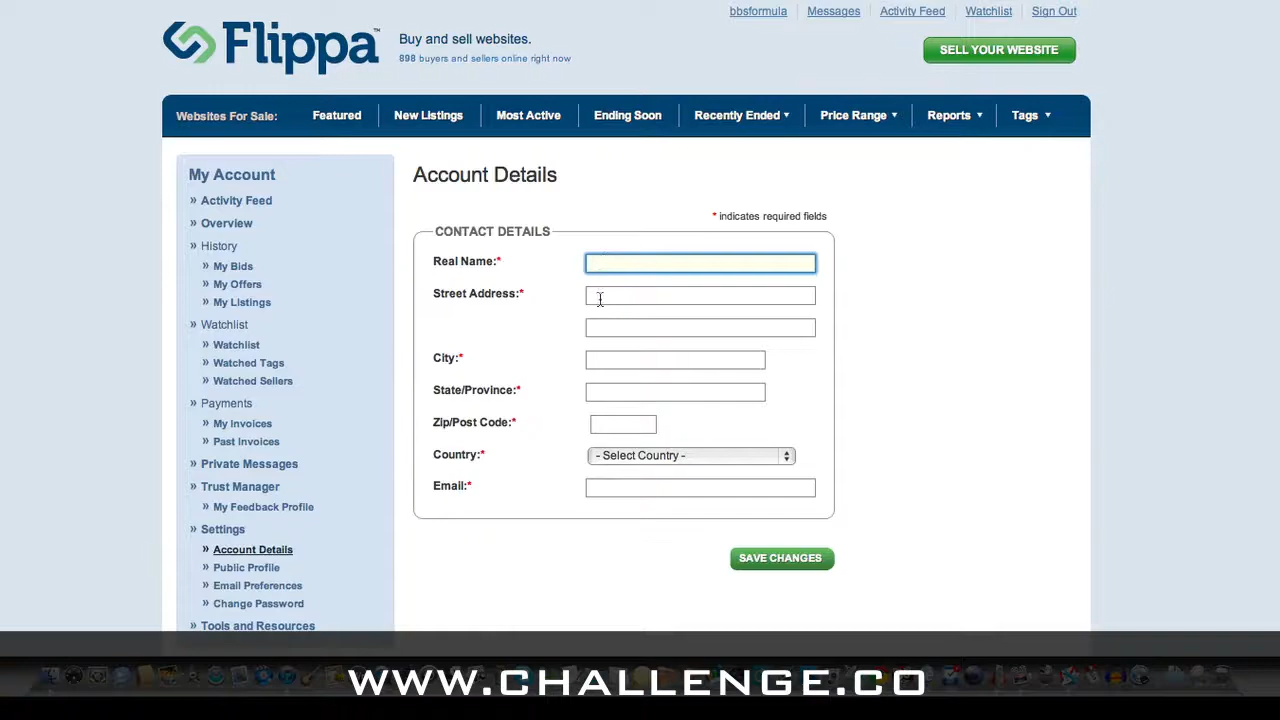 bbsformula Messages Activity Feed Watchlist Sign Out
Flippa™
Buy and sell websites.
898 buyers and sellers online right now
SELL YOUR WEBSITE
Websites For Sale: Featured New Listings Most Active Ending Soon Recently Ended ▾ Price Range ▾ Reports ▾ Tags ▾
My Account
» Activity Feed
» Overview
» History
» My Bids
» My Offers
» My Listings
» Watchlist
» Watchlist
» Watched Tags
» Watched Sellers
» Payments
» My Invoices
» Past Invoices
» Private Messages
» Trust Manager
» My Feedback Profile
» Settings
» Account Details
» Public Profile
» Email Preferences
» Change Password
» Tools and Resources
Account Details
* indicates required fields
CONTACT DETAILS
Real Name:*
Street Address:*
City:*
State/Province:*
Zip/Post Code:*
Country:* - Select Country -
Email:*
SAVE CHANGES
WWW.CHALLENGE.CO